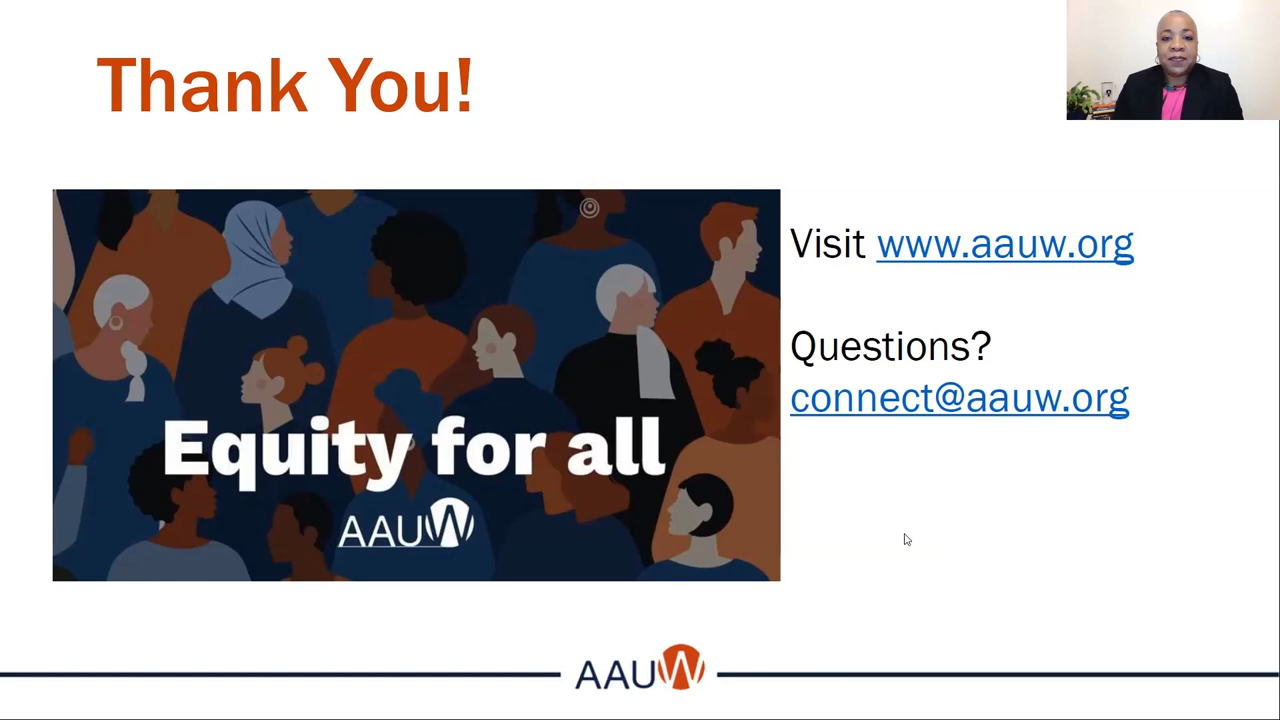 Thank You!
Visit www.aauw.org
Questions?
connect@aauw.org
Equity for all
AAUW
AAUW